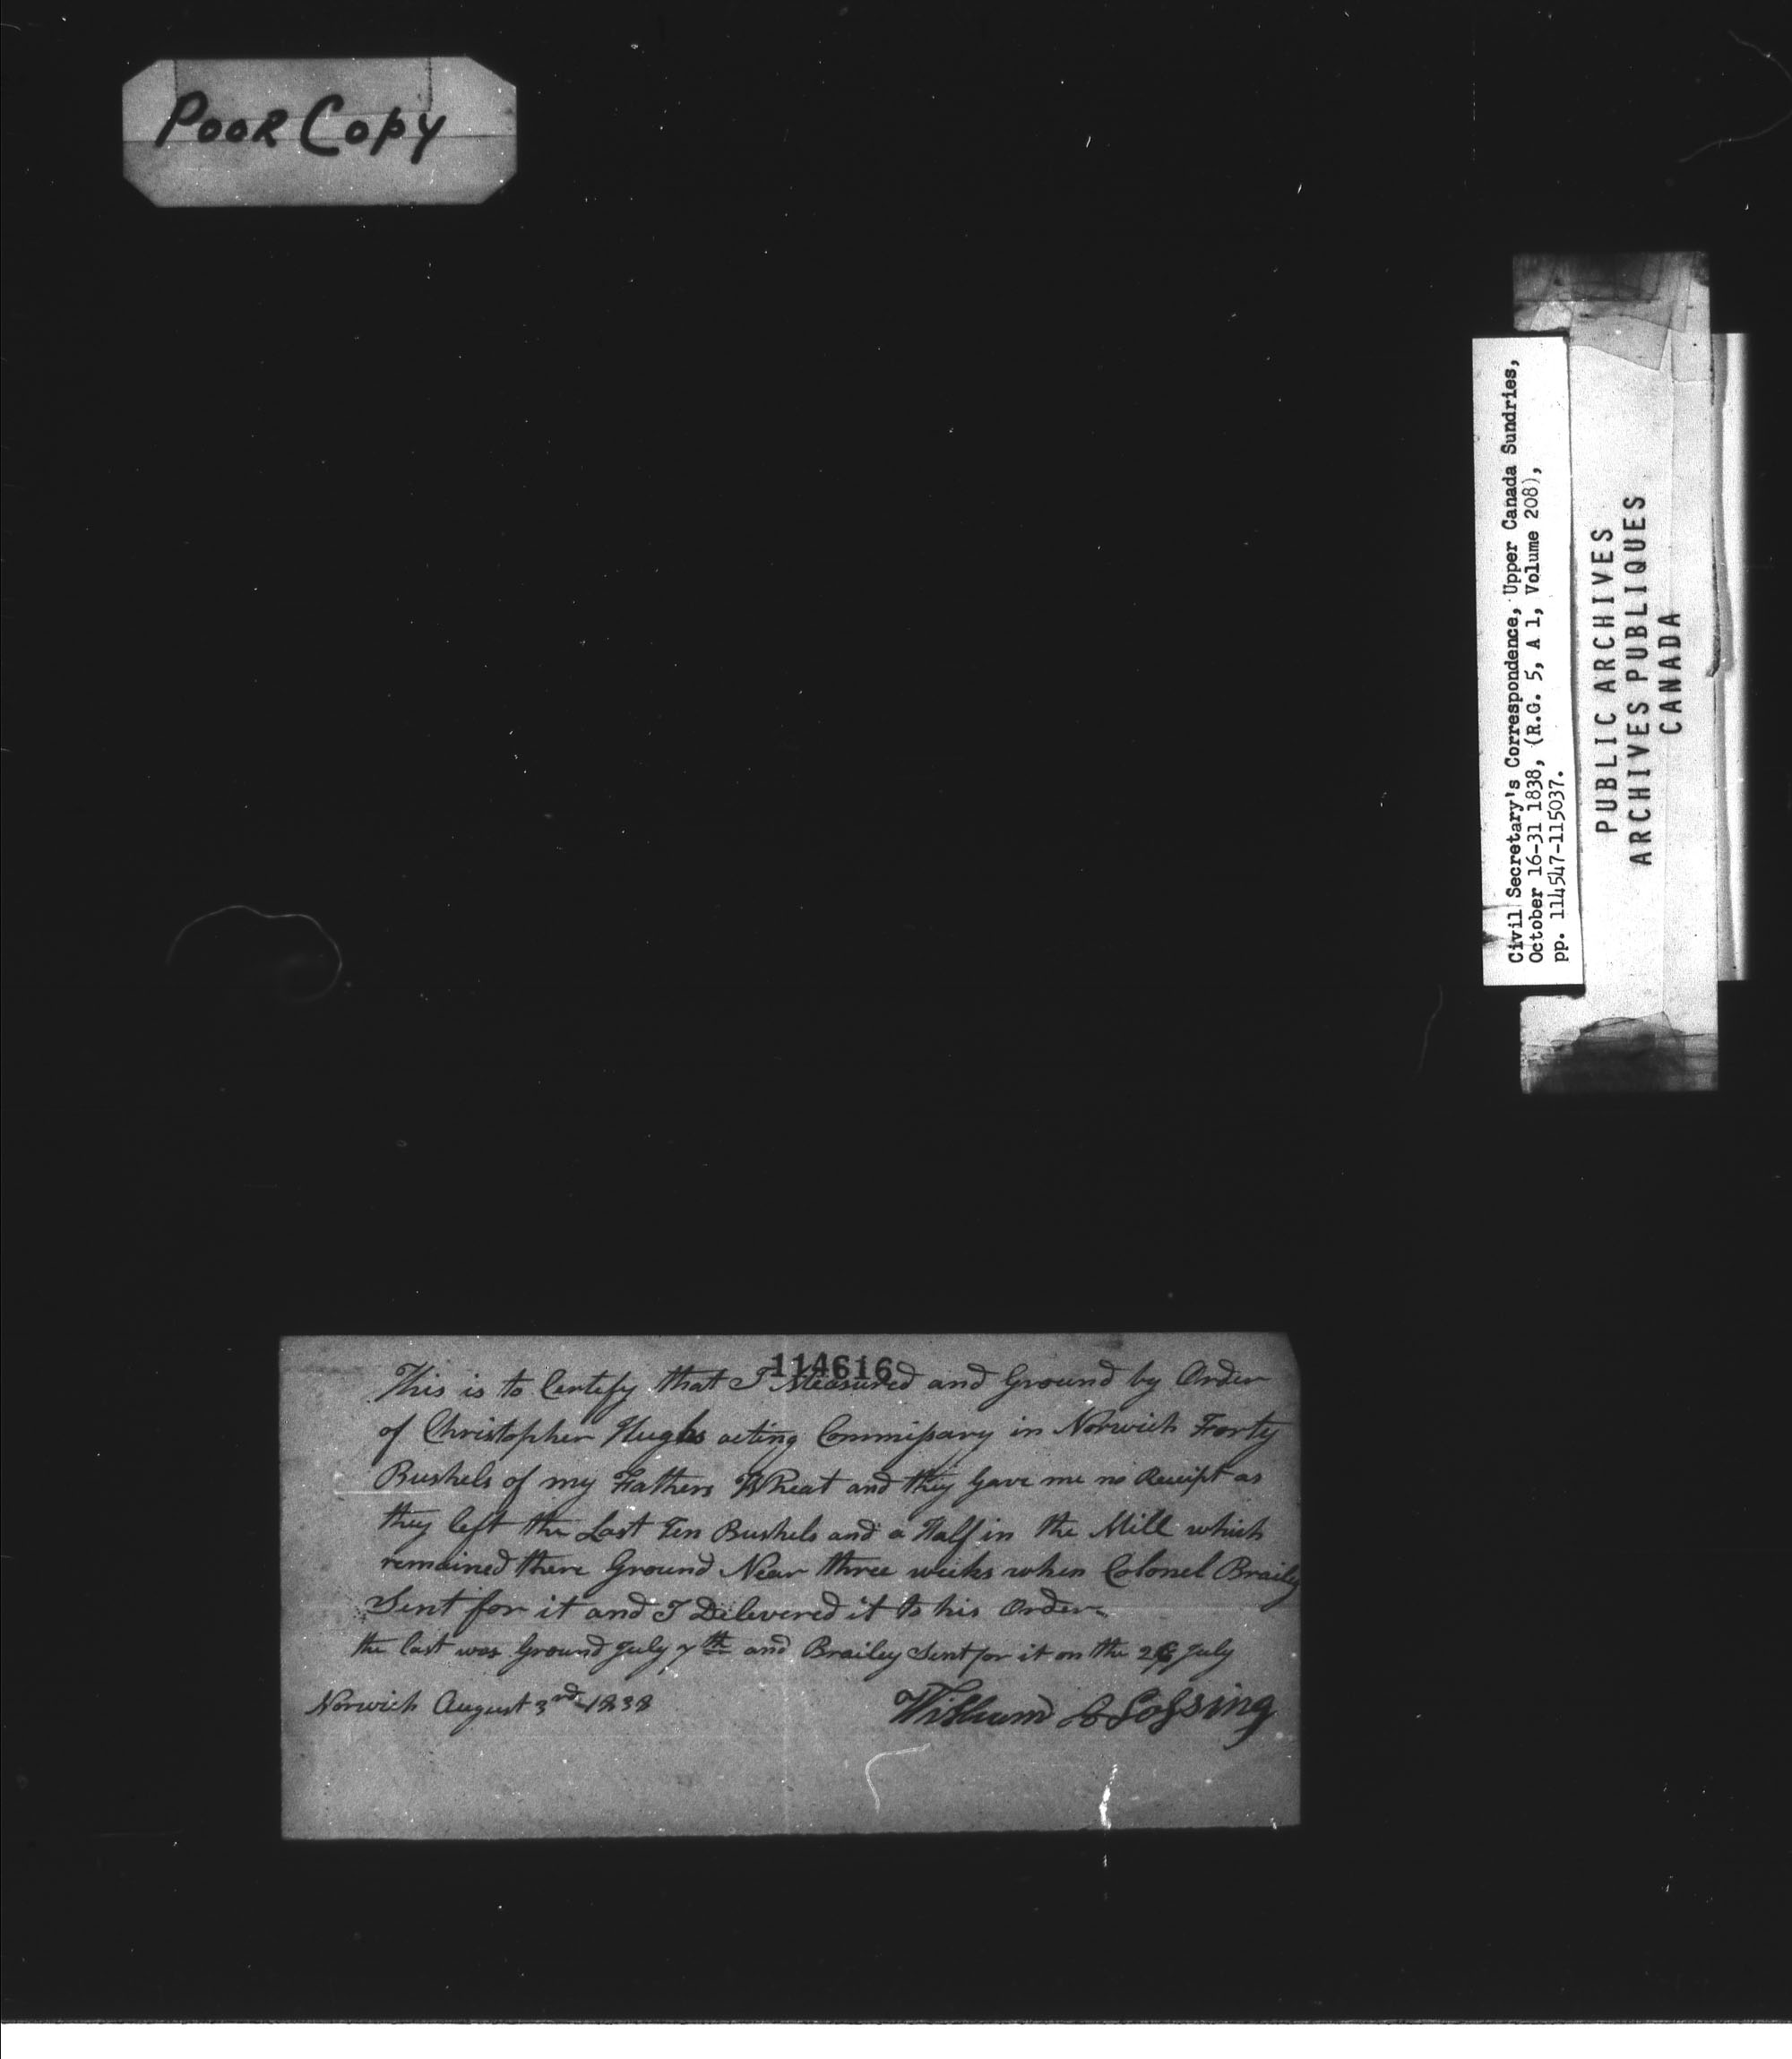 Poor Copy
Civil Secretary's Correspondence, Upper Canada Sundries,
October 16-31 1838, (R.G. 5, A 1, Volume 208),
pp. 114547-115037.
PUBLIC ARCHIVES
ARCHIVES PUBLIQUES
CANADA
114616
This is to Certify that I Measured and Ground by Order
of Christopher Hughs acting Commissary in Norwich Forty
Bushels of my Fathers Wheat and they Gave me no Receipt as
they left the Last Ten Bushels and a Half in the Mill which
remained there Ground Near three weeks when Colonel Brailey
Sent for it and I Delevered it to his Order
the last was Ground July 7th and Brailey Sent for it on the 26 July
Norwich August 3rd 1838
William Lossing